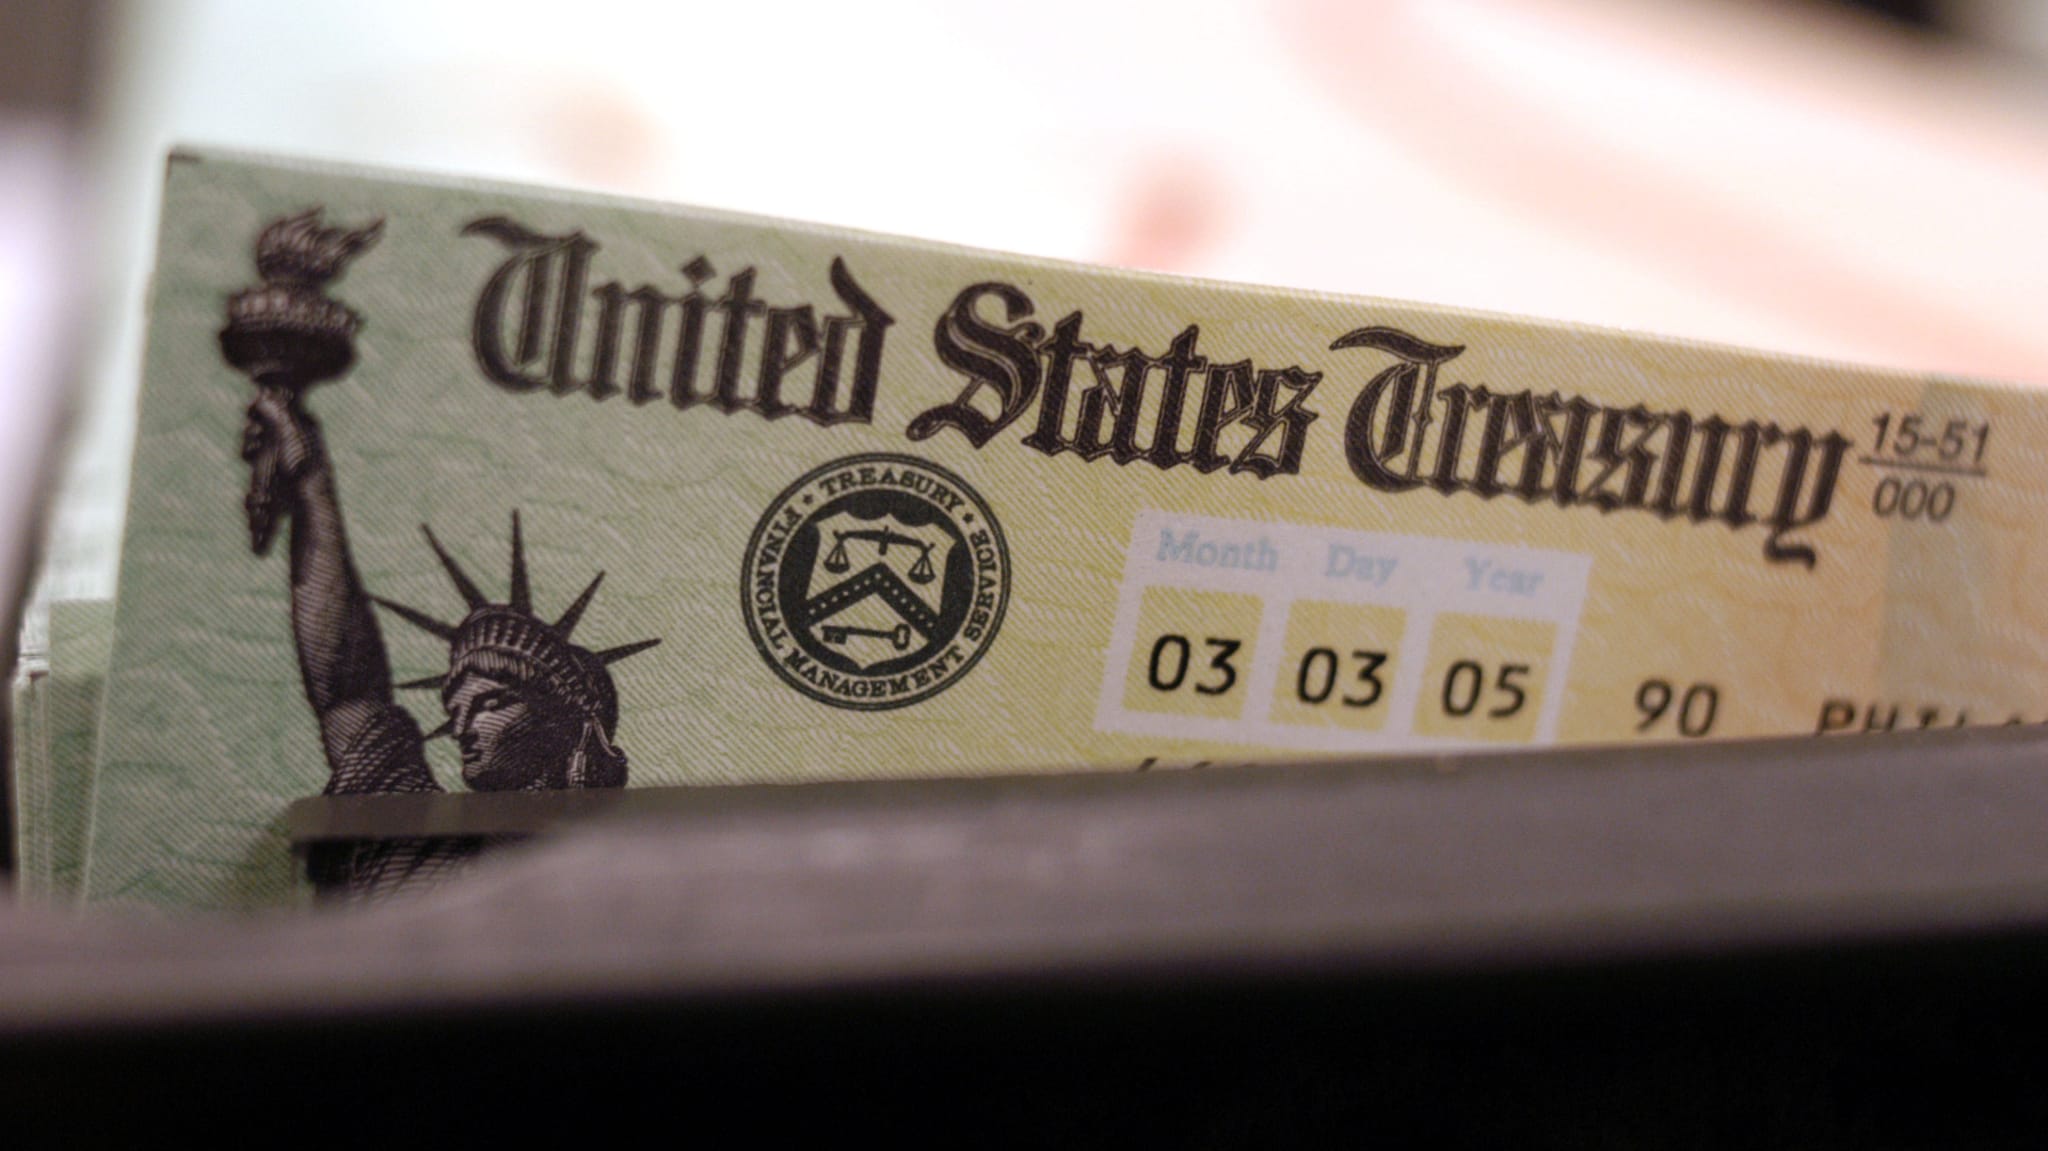 United States Treasury
15-51
000
TREASURY
FINANCIAL MANAGEMENT SERVICE
Month Day Year
03 03 05 90